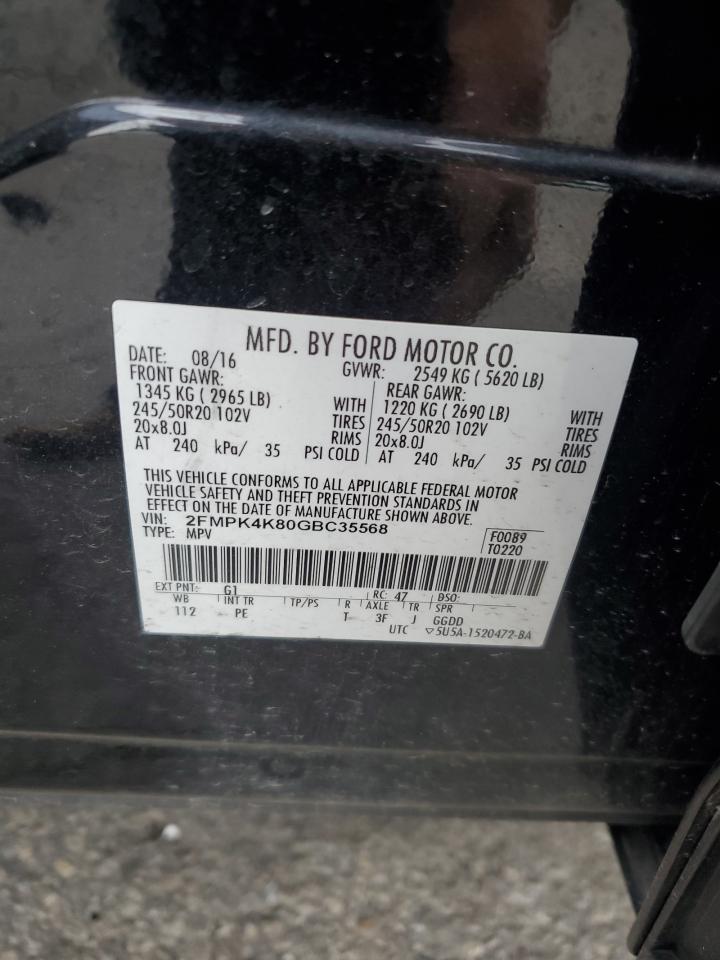 MFD. BY FORD MOTOR CO.
DATE: 08/16 GVWR: 2549 KG ( 5620 LB)
FRONT GAWR: REAR GAWR:
1345 KG ( 2965 LB) WITH 1220 KG ( 2690 LB) WITH
245/50R20 102V TIRES 245/50R20 102V TIRES
20x8.0J RIMS 20x8.0J RIMS
AT 240 kPa/ 35 PSI COLD AT 240 kPa/ 35 PSI COLD
THIS VEHICLE CONFORMS TO ALL APPLICABLE FEDERAL MOTOR
VEHICLE SAFETY AND THEFT PREVENTION STANDARDS IN
EFFECT ON THE DATE OF MANUFACTURE SHOWN ABOVE.
VIN: 2FMPK4K80GBC35568 F0089
TYPE: MPV T0220
EXT PNT: G1 RC: 47 DSO:
WB INT TR TP/PS R AXLE TR SPR
112 PE T 3F J GGDD
UTC ▽5U5A-1520472-BA